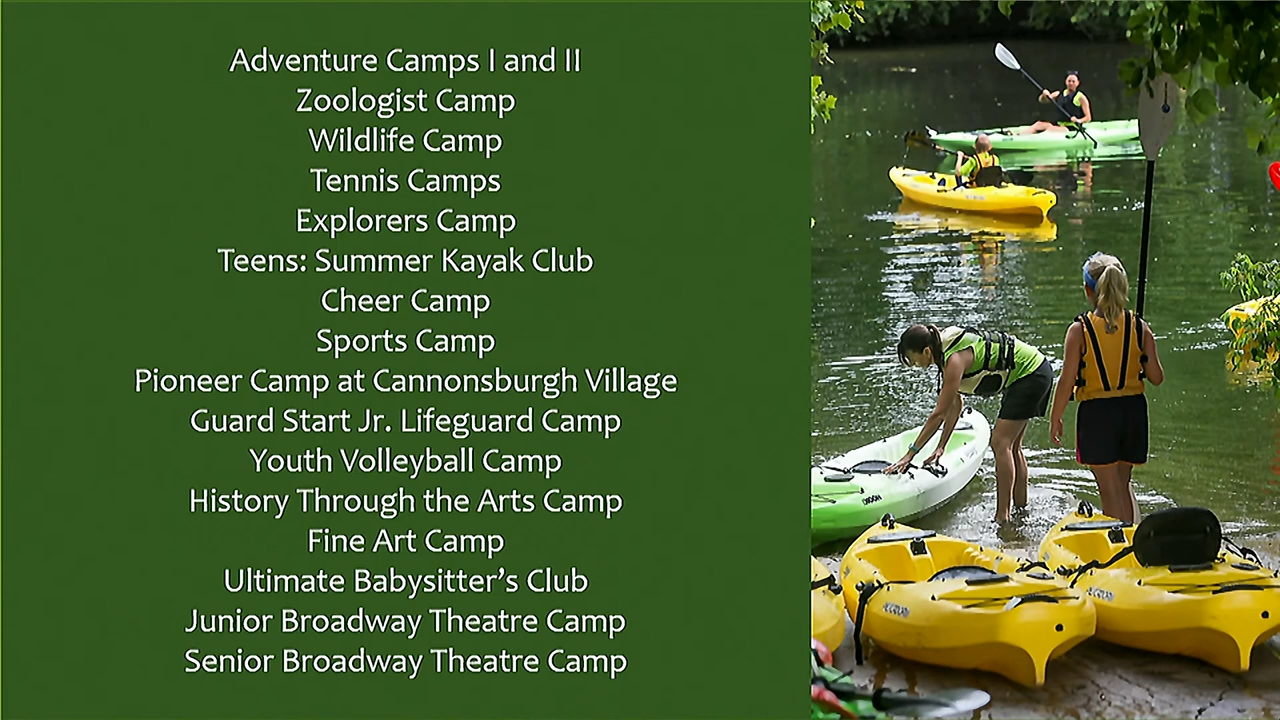 Adventure Camps I and II
Zoologist Camp
Wildlife Camp
Tennis Camps
Explorers Camp
Teens: Summer Kayak Club
Cheer Camp
Sports Camp
Pioneer Camp at Cannonsburgh Village
Guard Start Jr. Lifeguard Camp
Youth Volleyball Camp
History Through the Arts Camp
Fine Art Camp
Ultimate Babysitter’s Club
Junior Broadway Theatre Camp
Senior Broadway Theatre Camp